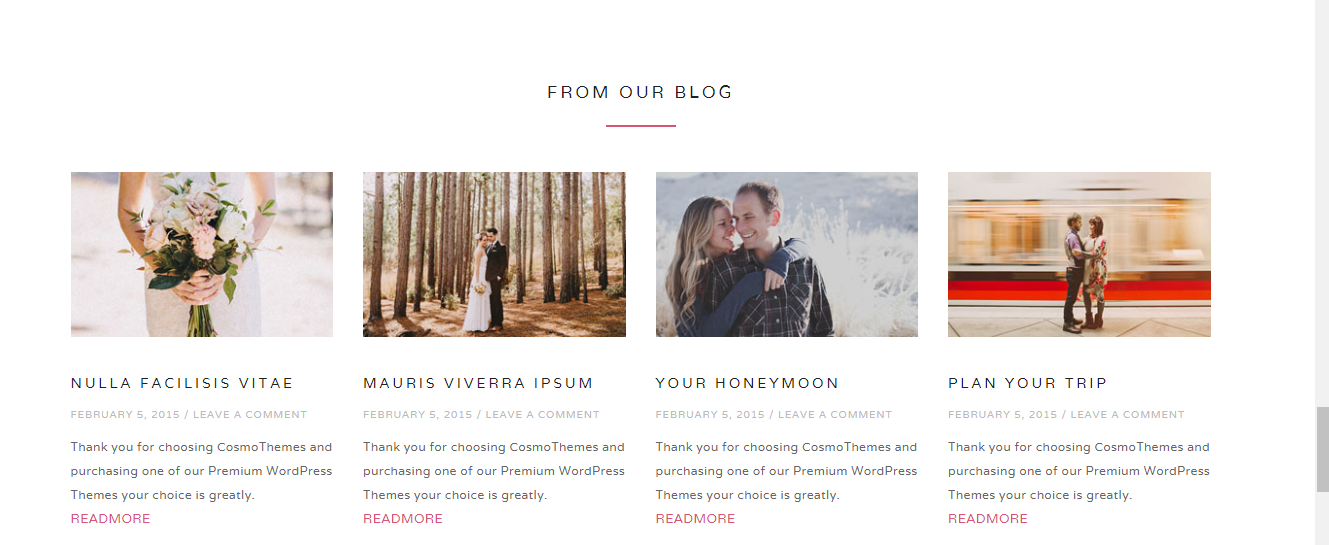 FROM OUR BLOG
NULLA FACILISIS VITAE
FEBRUARY 5, 2015 / LEAVE A COMMENT
Thank you for choosing CosmoThemes and
purchasing one of our Premium WordPress
Themes your choice is greatly.
READMORE
MAURIS VIVERRA IPSUM
FEBRUARY 5, 2015 / LEAVE A COMMENT
Thank you for choosing CosmoThemes and
purchasing one of our Premium WordPress
Themes your choice is greatly.
READMORE
YOUR HONEYMOON
FEBRUARY 5, 2015 / LEAVE A COMMENT
Thank you for choosing CosmoThemes and
purchasing one of our Premium WordPress
Themes your choice is greatly.
READMORE
PLAN YOUR TRIP
FEBRUARY 5, 2015 / LEAVE A COMMENT
Thank you for choosing CosmoThemes and
purchasing one of our Premium WordPress
Themes your choice is greatly.
READMORE